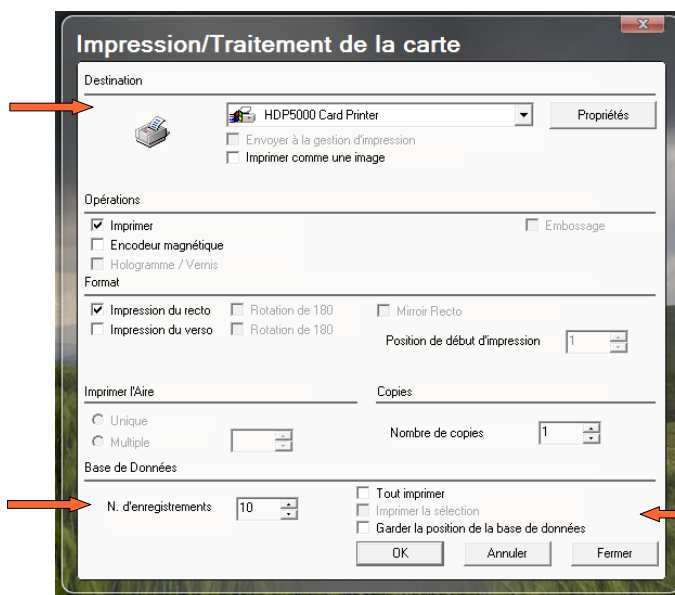 Impression/Traitement de la carte
Destination
HDP5000 Card Printer
Propriétés
Envoyer à la gestion d'impression
Imprimer comme une image
Opérations
Imprimer
Embossage
Encodeur magnétique
Hologramme / Vernis
Format
Impression du recto Rotation de 180 Mirroir Recto
Impression du verso Rotation de 180
Position de début d'impression 1
Imprimer l'Aire Copies
Unique
Multiple
Nombre de copies 1
Base de Données
N. d'enregistrements 10
Tout imprimer
Imprimer la sélection
Garder la position de la base de données
OK Annuler Fermer